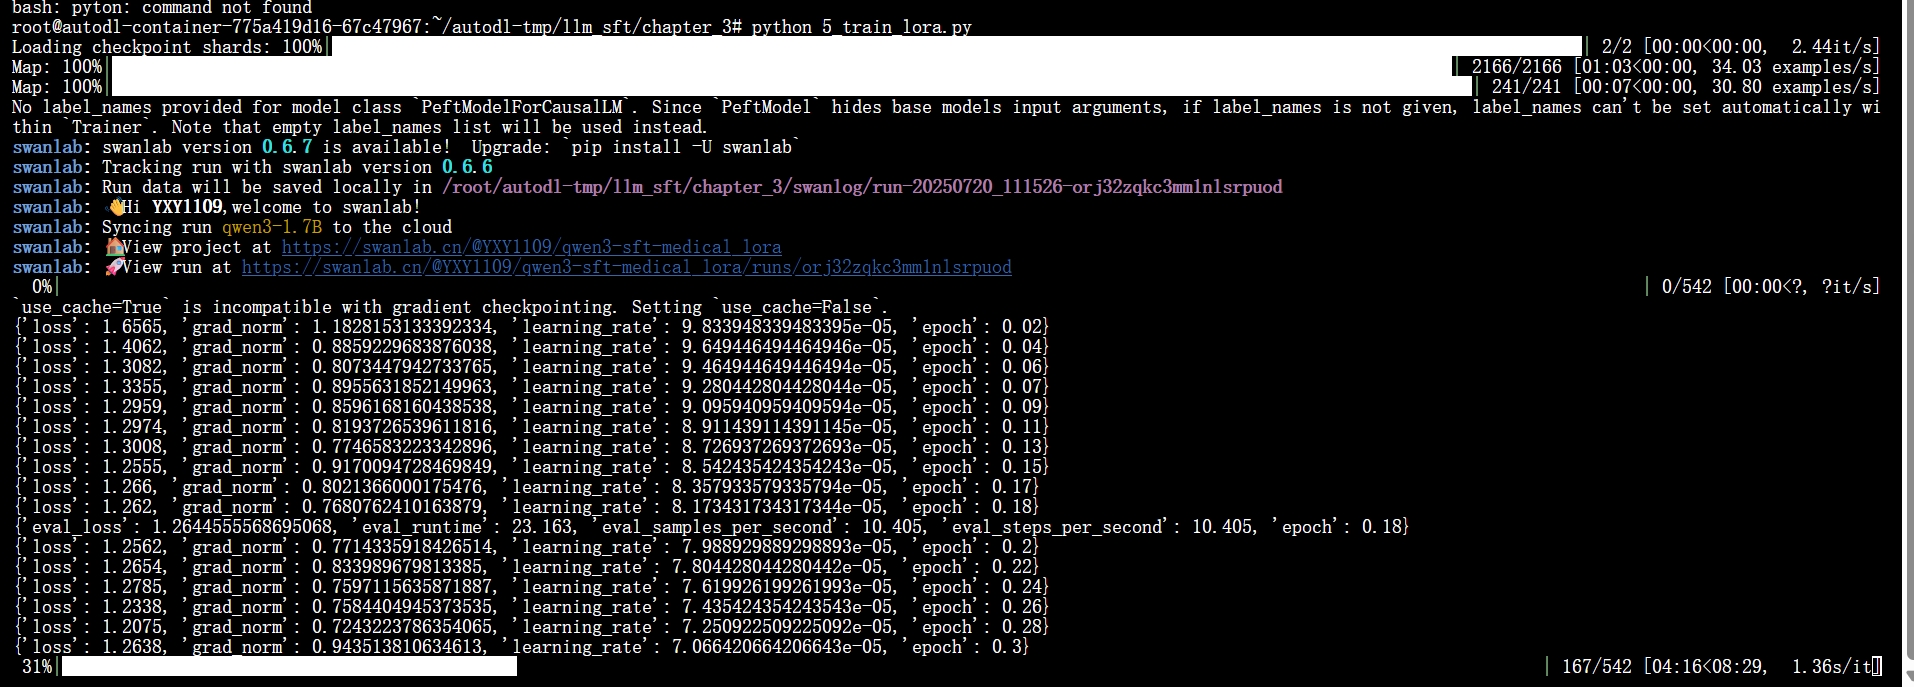 bash: pyton: command not found
root@autodl-container-775a419d16-67c47967:~/autodl-tmp/llm_sft/chapter_3# python 5_train_lora.py
Loading checkpoint shards: 100%| | 2/2 [00:00<00:00, 2.44it/s]
Map: 100%| | 2166/2166 [01:03<00:00, 34.03 examples/s]
Map: 100%| | 241/241 [00:07<00:00, 30.80 examples/s]
No label_names provided for model class `PeftModelForCausalLM`. Since `PeftModel` hides base models input arguments, if label_names is not given, label_names can't be set automatically wi
thin `Trainer`. Note that empty label_names list will be used instead.
swanlab: swanlab version 0.6.7 is available!  Upgrade: `pip install -U swanlab`
swanlab: Tracking run with swanlab version 0.6.6
swanlab: Run data will be saved locally in /root/autodl-tmp/llm_sft/chapter_3/swanlog/run-20250720_111526-orj32zqkc3mmlnlsrpuod
swanlab: 👋Hi YXY1109,welcome to swanlab!
swanlab: Syncing run qwen3-1.7B to the cloud
swanlab: 🏠View project at https://swanlab.cn/@YXY1109/qwen3-sft-medical_lora
swanlab: 🚀View run at https://swanlab.cn/@YXY1109/qwen3-sft-medical_lora/runs/orj32zqkc3mmlnlsrpuod
0%| | 0/542 [00:00<?, ?it/s]
`use_cache=True` is incompatible with gradient checkpointing. Setting `use_cache=False`.
{'loss': 1.6565, 'grad_norm': 1.1828153133392334, 'learning_rate': 9.833948339483395e-05, 'epoch': 0.02}
{'loss': 1.4062, 'grad_norm': 0.8859229683876038, 'learning_rate': 9.649446494464946e-05, 'epoch': 0.04}
{'loss': 1.3082, 'grad_norm': 0.8073447942733765, 'learning_rate': 9.464944649446494e-05, 'epoch': 0.06}
{'loss': 1.3355, 'grad_norm': 0.8955631852149963, 'learning_rate': 9.280442804428044e-05, 'epoch': 0.07}
{'loss': 1.2959, 'grad_norm': 0.8596168160438538, 'learning_rate': 9.095940959409594e-05, 'epoch': 0.09}
{'loss': 1.2974, 'grad_norm': 0.8193726539611816, 'learning_rate': 8.911439114391145e-05, 'epoch': 0.11}
{'loss': 1.3008, 'grad_norm': 0.7746583223342896, 'learning_rate': 8.726937269372693e-05, 'epoch': 0.13}
{'loss': 1.2555, 'grad_norm': 0.9170094728469849, 'learning_rate': 8.542435424354243e-05, 'epoch': 0.15}
{'loss': 1.266, 'grad_norm': 0.8021366000175476, 'learning_rate': 8.357933579335794e-05, 'epoch': 0.17}
{'loss': 1.262, 'grad_norm': 0.7680762410163879, 'learning_rate': 8.173431734317344e-05, 'epoch': 0.18}
{'eval_loss': 1.2644555568695068, 'eval_runtime': 23.163, 'eval_samples_per_second': 10.405, 'eval_steps_per_second': 10.405, 'epoch': 0.18}
{'loss': 1.2562, 'grad_norm': 0.7714335918426514, 'learning_rate': 7.988929889298893e-05, 'epoch': 0.2}
{'loss': 1.2654, 'grad_norm': 0.833989679813385, 'learning_rate': 7.804428044280442e-05, 'epoch': 0.22}
{'loss': 1.2785, 'grad_norm': 0.7597115635871887, 'learning_rate': 7.619926199261993e-05, 'epoch': 0.24}
{'loss': 1.2338, 'grad_norm': 0.7584404945373535, 'learning_rate': 7.435424354243543e-05, 'epoch': 0.26}
{'loss': 1.2075, 'grad_norm': 0.7243223786354065, 'learning_rate': 7.250922509225092e-05, 'epoch': 0.28}
{'loss': 1.2638, 'grad_norm': 0.943513810634613, 'learning_rate': 7.066420664206643e-05, 'epoch': 0.3}
31%| | 167/542 [04:16<08:29, 1.36s/it]